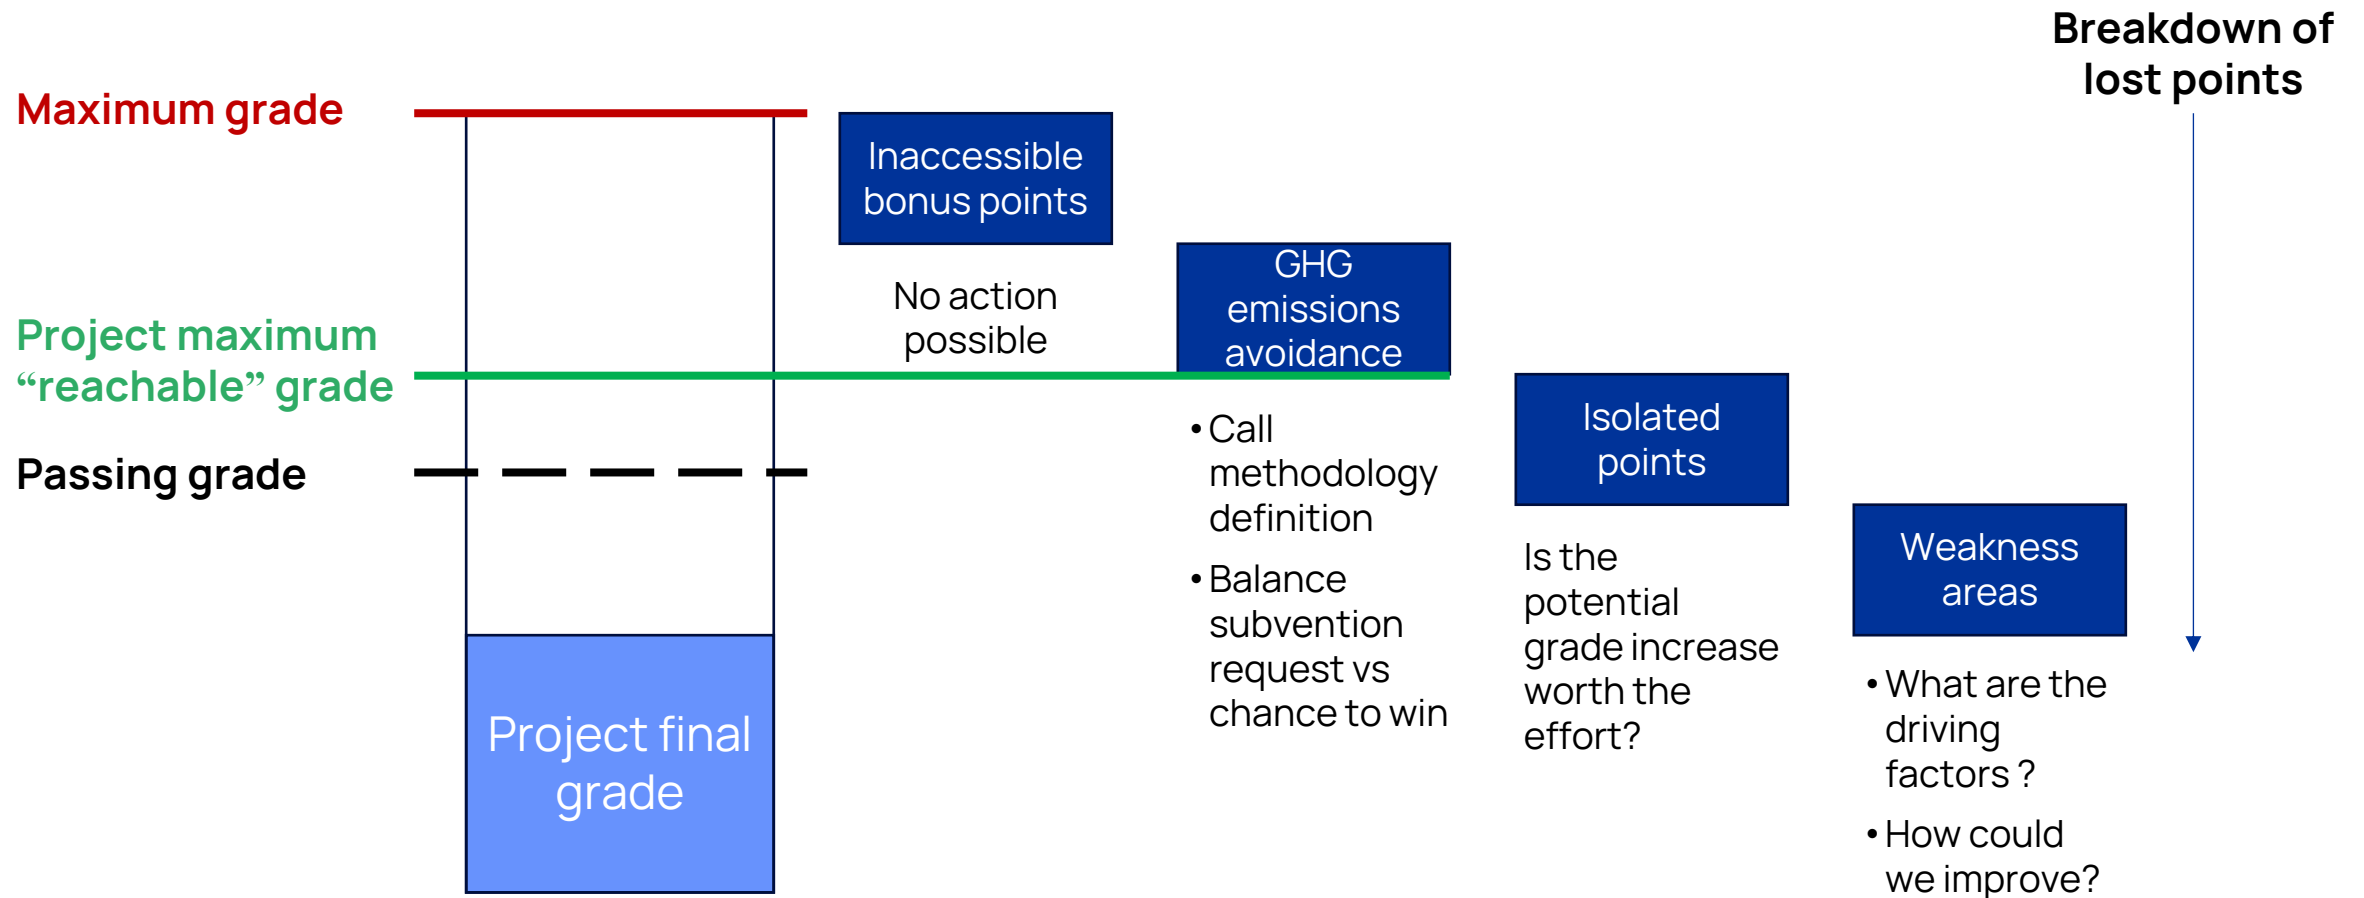 Breakdown of
lost points
Maximum grade
Inaccessible
bonus points
No action
possible
GHG
emissions
avoidance
Project maximum
“reachable” grade
• Call
methodology
definition
• Balance
subvention
request vs
chance to win
Isolated
points
Is the
potential
grade increase
worth the
effort?
Passing grade
Weakness
areas
• What are the
driving
factors ?
• How could
we improve?
Project final
grade